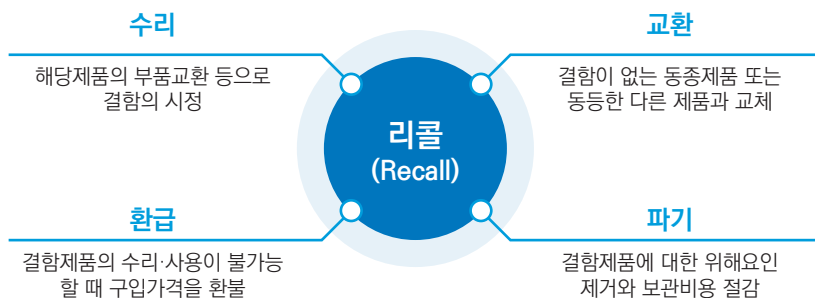 수리
해당제품의 부품교환 등으로
결함의 시정
교환
결함이 없는 동종제품 또는
동등한 다른 제품과 교체
리콜
(Recall)
환급
결함제품의 수리·사용이 불가능
할 때 구입가격을 환불
파기
결함제품에 대한 위해요인
제거와 보관비용 절감